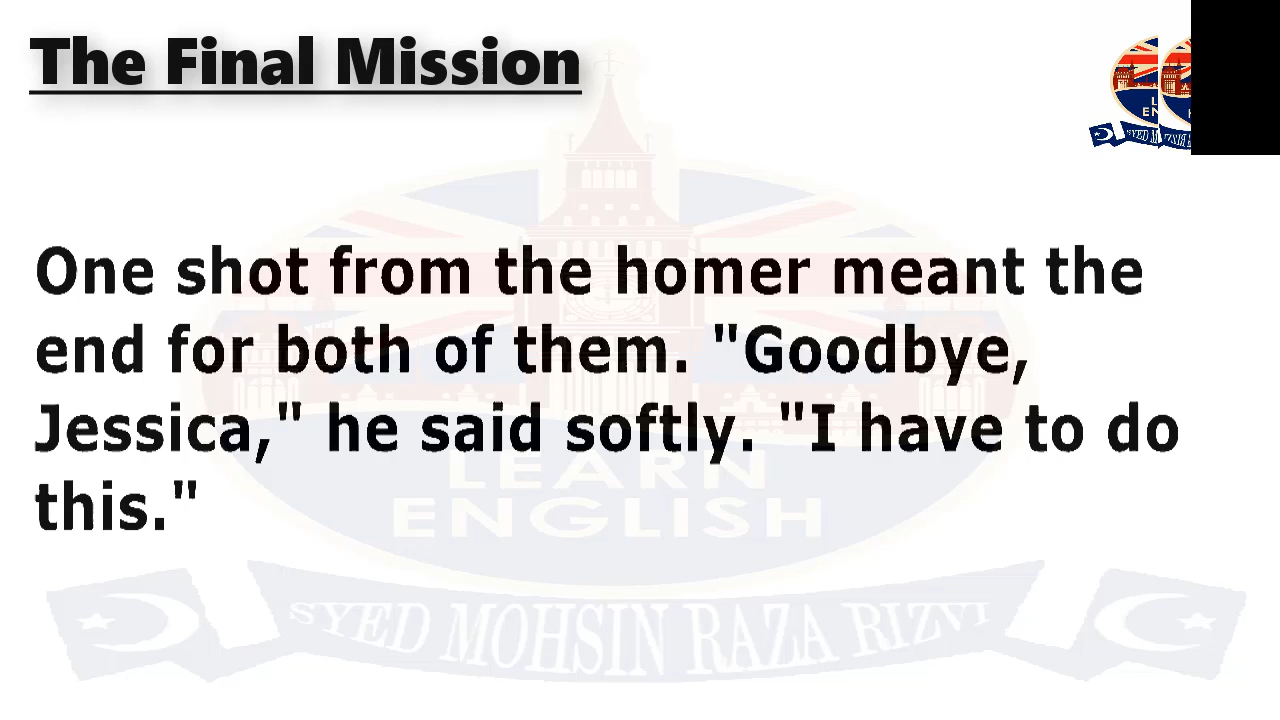 The Final Mission
One shot from the homer meant the
end for both of them. "Goodbye,
Jessica," he said softly. "I have to do
this."
LEARN
ENGLISH
SYED MOHSIN RAZA RIZVI